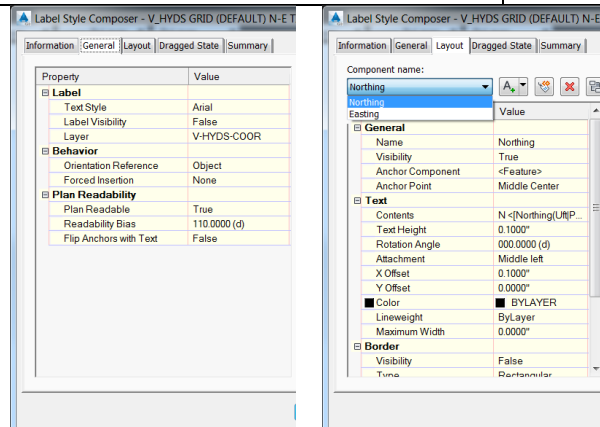 Label Style Composer - V_HYDS GRID (DEFAULT) N-E T
Information General Layout Dragged State Summary
Property Value
Label
Text Style Arial
Label Visibility False
Layer V-HYDS-COOR
Behavior
Orientation Reference Object
Forced Insertion None
Plan Readability
Plan Readable True
Readability Bias 110.0000 (d)
Flip Anchors with Text False
Label Style Composer - V_HYDS GRID (DEFAULT) N-E
Information General Layout Dragged State Summary
Component name:
Northing
Northing
Easting
Value
General
Name Northing
Visibility True
Anchor Component <Feature>
Anchor Point Middle Center
Text
Contents N <[Northing(Uft|P...
Text Height 0.1000"
Rotation Angle 000.0000 (d)
Attachment Middle left
X Offset 0.1000"
Y Offset 0.0000"
Color BYLAYER
Lineweight ByLayer
Maximum Width 0.0000"
Border
Visibility False
Type Rectangular